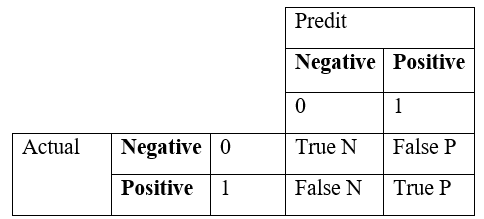 Predit
Negative Positive
0 1
Actual Negative 0 True N False P
Positive 1 False N True P